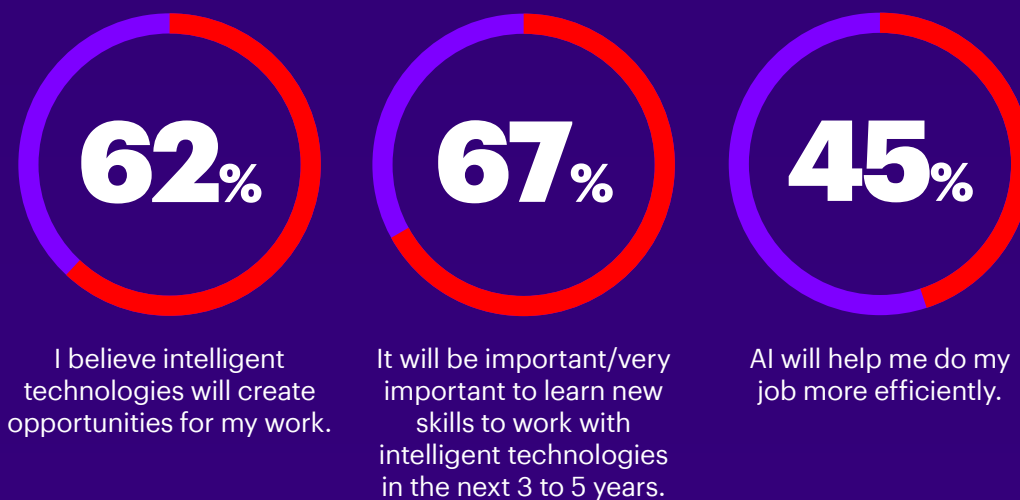 62%
I believe intelligent
technologies will create
opportunities for my work.
67%
It will be important/very
important to learn new
skills to work with
intelligent technologies
in the next 3 to 5 years.
45%
AI will help me do my
job more efficiently.